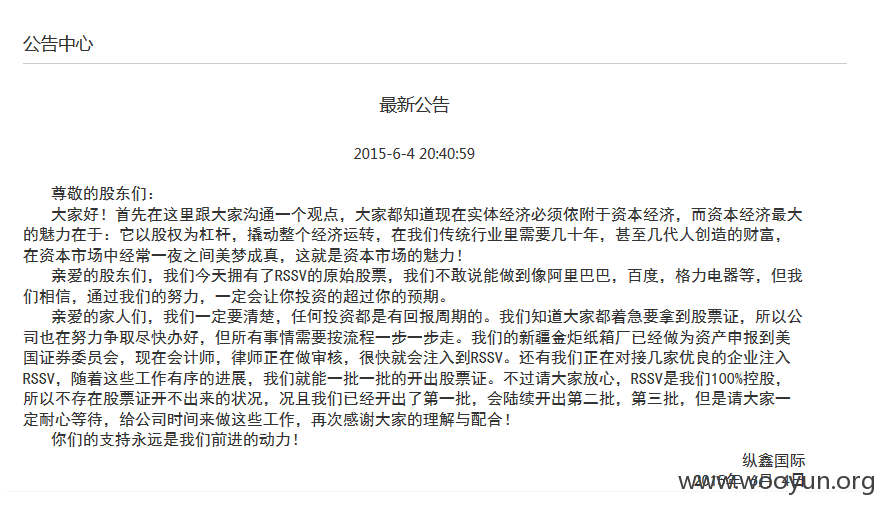 公告中心
最新公告
2015-6-4 20:40:59
尊敬的股东们：
大家好！首先在这里跟大家沟通一个观点，大家都知道现在实体经济必须依附于资本经济，而资本经济最大
的魅力在于：它以股权为杠杆，撬动整个经济运转，在我们传统行业里需要几十年，甚至几代人创造的财富，
在资本市场中经常一夜之间美梦成真，这就是资本市场的魅力！
亲爱的股东们，我们今天拥有了RSSV的原始股票，我们不敢说能做到像阿里巴巴，百度，格力电器等，但我
们相信，通过我们的努力，一定会让你投资的超过你的预期。
亲爱的家人们，我们一定要清楚，任何投资都是有回报周期的。我们知道大家都着急要拿到股票证，所以公
司也在努力争取尽快办好，但所有事情需要按流程一步一步走。我们的新疆金炬纸箱厂已经做为资产申报到美
国证券委员会，现在会计师，律师正在做审核，很快就会注入到RSSV。还有我们正在对接几家优良的企业注入
RSSV，随着这些工作有序的进展，我们就能一批一批的开出股票证。不过请大家放心，RSSV是我们100%控股，
所以不存在股票证开不出来的状况，况且我们已经开出了第一批，会陆续开出第二批，第三批，但是请大家一
定耐心等待，给公司时间来做这些工作，再次感谢大家的理解与配合！
你们的支持永远是我们前进的动力！
纵鑫国际
www.wooyun.org